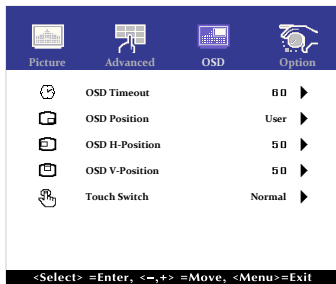 Picture Advanced OSD Option
OSD Timeout 60
OSD Position User
OSD H-Position 50
OSD V-Position 50
Touch Switch Normal
<Select> =Enter, <−,+> =Move, <Menu>=Exit